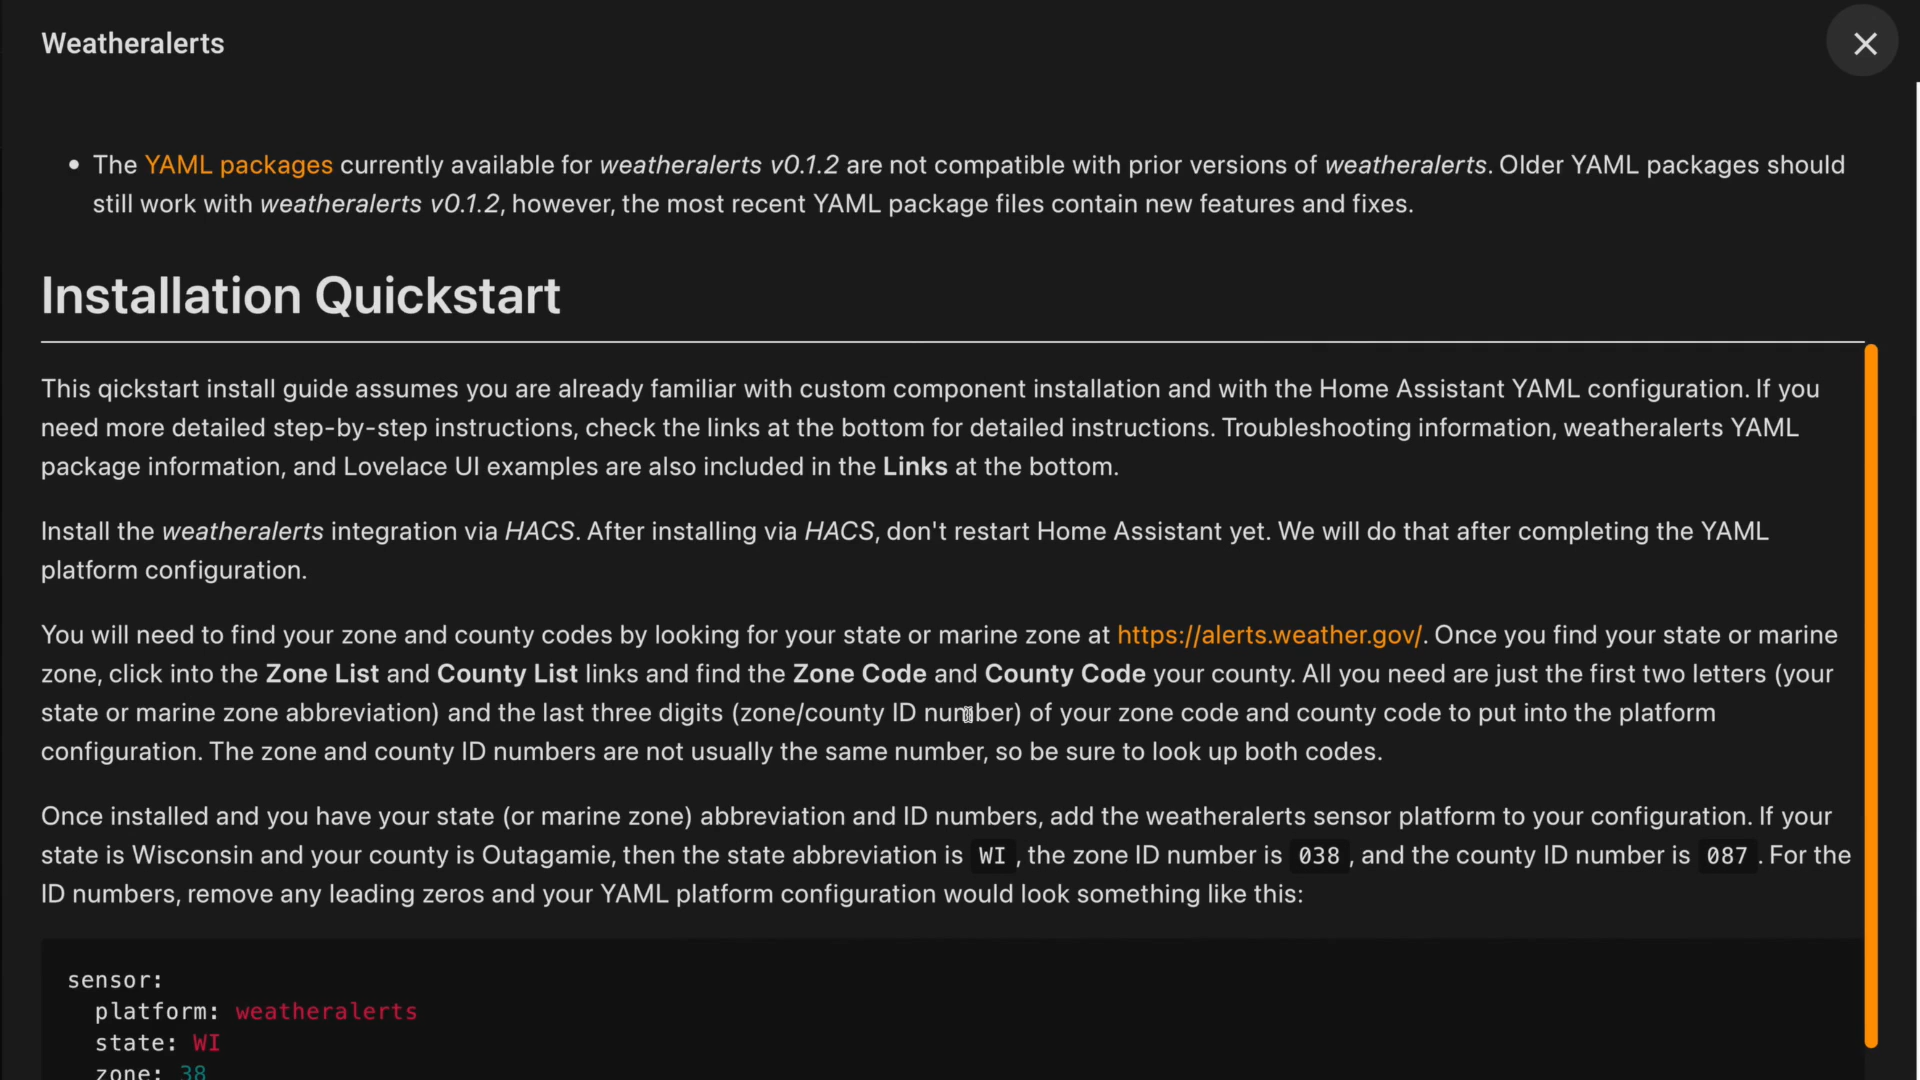 Weatheralerts
• The YAML packages currently available for weatheralerts v0.1.2 are not compatible with prior versions of weatheralerts. Older YAML packages should
still work with weatheralerts v0.1.2, however, the most recent YAML package files contain new features and fixes.
Installation Quickstart
This qickstart install guide assumes you are already familiar with custom component installation and with the Home Assistant YAML configuration. If you
need more detailed step-by-step instructions, check the links at the bottom for detailed instructions. Troubleshooting information, weatheralerts YAML
package information, and Lovelace UI examples are also included in the Links at the bottom.
Install the weatheralerts integration via HACS. After installing via HACS, don't restart Home Assistant yet. We will do that after completing the YAML
platform configuration.
You will need to find your zone and county codes by looking for your state or marine zone at https://alerts.weather.gov/. Once you find your state or marine
zone, click into the Zone List and County List links and find the Zone Code and County Code your county. All you need are just the first two letters (your
state or marine zone abbreviation) and the last three digits (zone/county ID number) of your zone code and county code to put into the platform
configuration. The zone and county ID numbers are not usually the same number, so be sure to look up both codes.
Once installed and you have your state (or marine zone) abbreviation and ID numbers, add the weatheralerts sensor platform to your configuration. If your
state is Wisconsin and your county is Outagamie, then the state abbreviation is WI , the zone ID number is 038 , and the county ID number is 087 . For the
ID numbers, remove any leading zeros and your YAML platform configuration would look something like this:
sensor:
platform: weatheralerts
state: WI
zone: 38